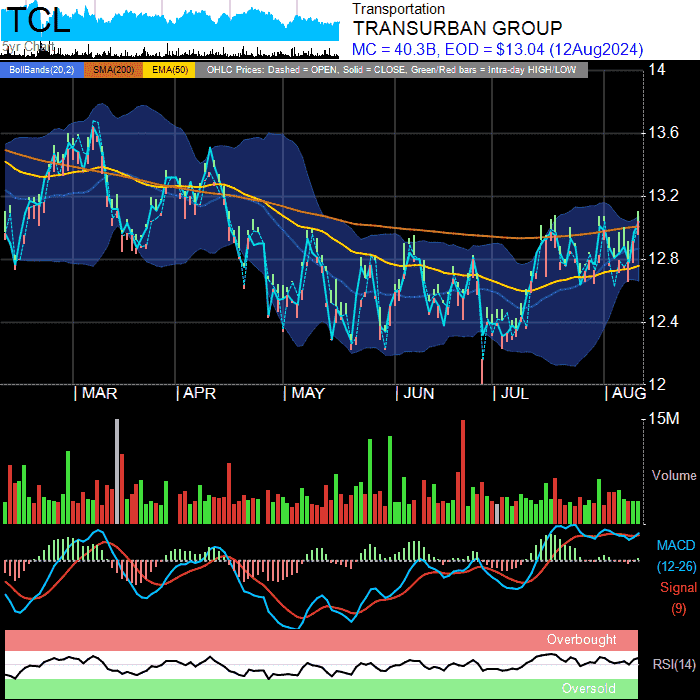 TCL
5yr Chart
Transportation
TRANSURBAN GROUP
MC = 40.3B, EOD = $13.04 (12Aug2024)
BollBands(20,2) SMA(200) EMA(50) OHLC Prices: Dashed = OPEN, Solid = CLOSE, Green/Red bars = Intra-day HIGH/LOW
14
13.6
13.2
12.8
12.4
12
| MAR | APR | MAY | JUN | JUL | AUG
15M
Volume
MACD
(12-26)
Signal
(9)
Overbought
RSI(14)
Oversold